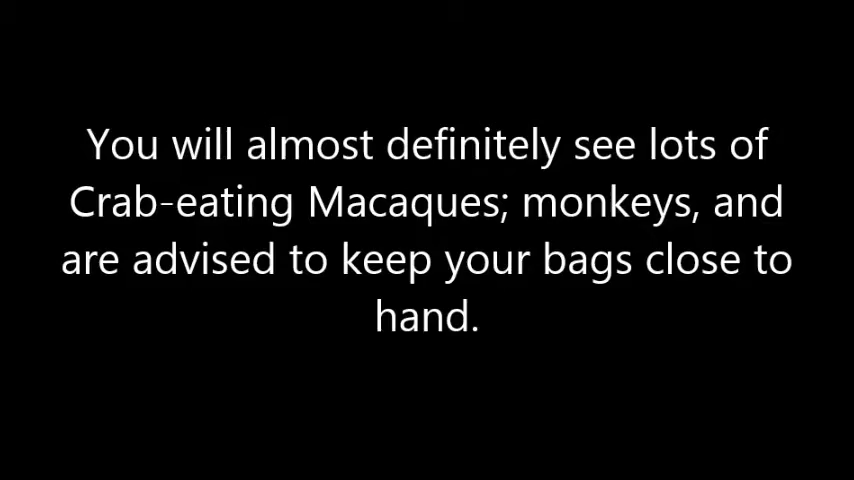 You will almost definitely see lots of
Crab-eating Macaques; monkeys, and
are advised to keep your bags close to
hand.